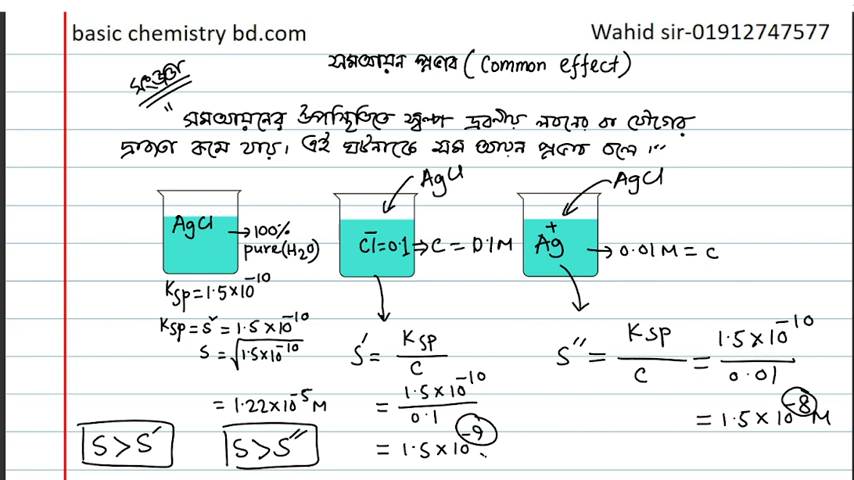 basic chemistry bd.com
Wahid sir-01912747577
সমআয়ন প্রভাব (Common effect)
সংজ্ঞা
" সমআয়নের উপস্থিতিতে স্বল্প দ্রবণীয় লবনের বা যৌগের
দ্রাব্যতা কমে যায়। এই ঘটনাকে সম আয়ন প্রভাব বলে।"
AgCl
100%
pure(H₂O)
Ksp=1.5×10⁻¹⁰
Ksp=S²=1.5×10⁻¹⁰
S=√1.5×10⁻¹⁰
=1.22×10⁻⁵M
S>S′
S>S″
AgCl
Cl⁻=0.1⇒C=0.1M
S′=Ksp/C
=1.5×10⁻¹⁰/0.1
=1.5×10⁻⁹
AgCl
Ag⁺→0.01M=C
S″=Ksp/C=1.5×10⁻¹⁰/0.01
=1.5×10⁻⁸M